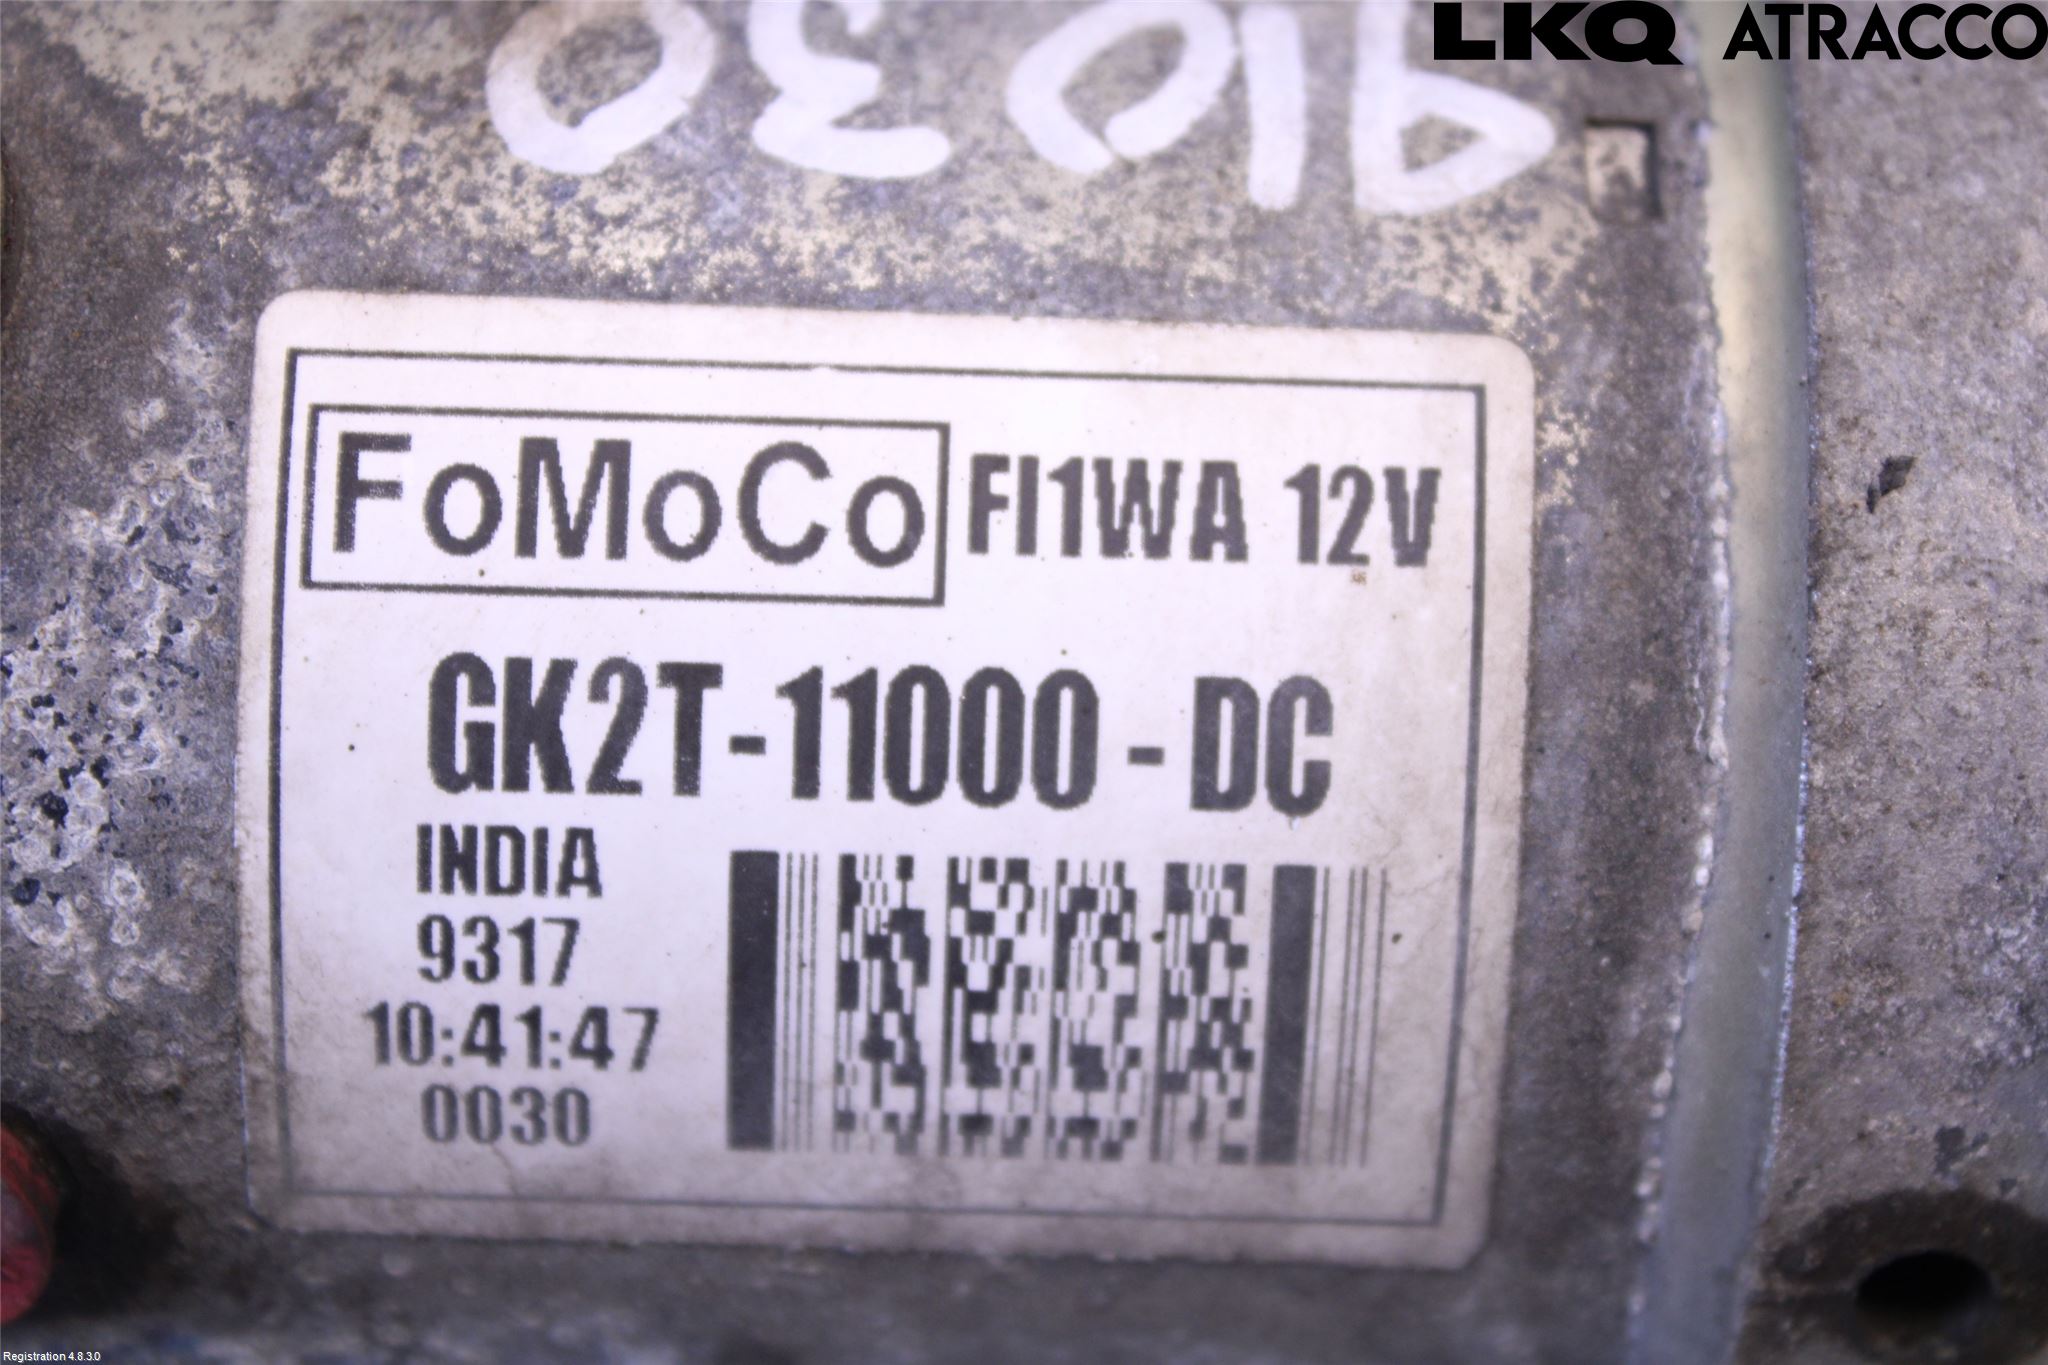 LKQ ATRACCO
91030
FoMoCo FI1WA 12V
GK2T-11000-DC
INDIA
9317
10:41:47
0030
Registration 4.8.3.0